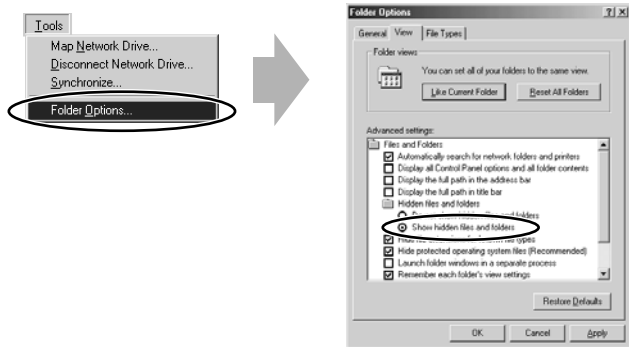 Tools
Map Network Drive...
Disconnect Network Drive...
Synchronize...
Folder Options...
Folder Options
General View File Types
Folder views
You can set all of your folders to the same view.
Like Current Folder Reset All Folders
Advanced settings:
Files and Folders
Automatically search for network folders and printers
Display all Control Panel options and all folder contents
Display the full path in the address bar
Display the full path in title bar
Hidden files and folders
folders
Show hidden files and folders
types
Hide protected operating system files (Recommended)
Launch folder windows in a separate process
Remember each folder's view settings
Restore Defaults
OK Cancel Apply